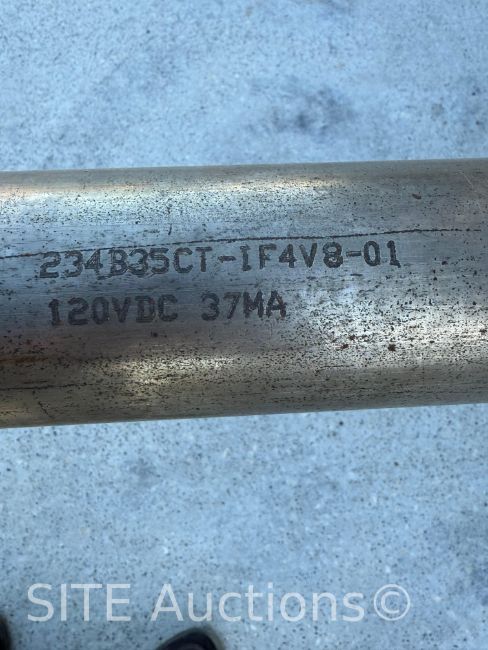 234B35CT-IF4V8-01
120VDC 37MA
SITE Auctions©